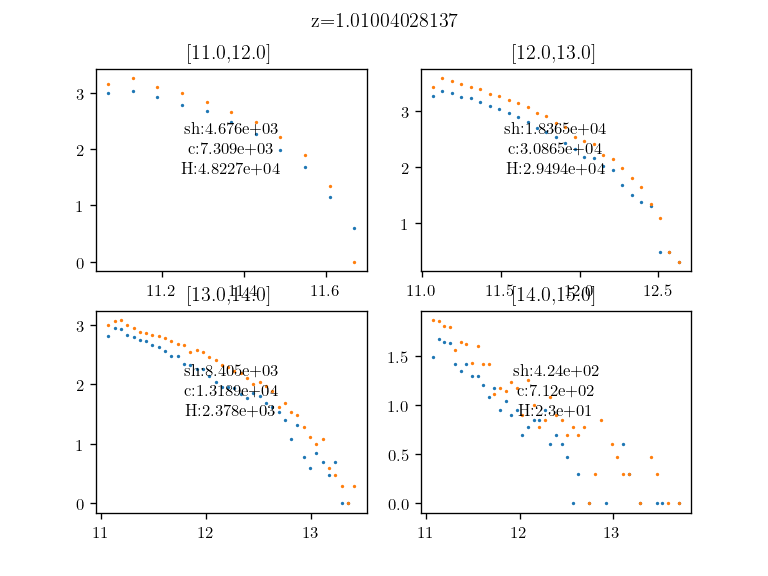 z=1.01004028137
[11.0,12.0]
[12.0,13.0]
3
2
1
0
sh:4.676e+03
c:7.309e+03
H:4.8227e+04
11.2
11.4
11.6
3
2
1
sh:1.8365e+04
c:3.0865e+04
H:2.9494e+04
11.0
11.5
12.0
12.5
[13.0,14.0]
[14.0,15.0]
3
2
1
0
sh:8.405e+03
c:1.3189e+04
H:2.378e+03
11
12
13
1.5
1.0
0.5
0.0
sh:4.24e+02
c:7.12e+02
H:2.3e+01
11
12
13